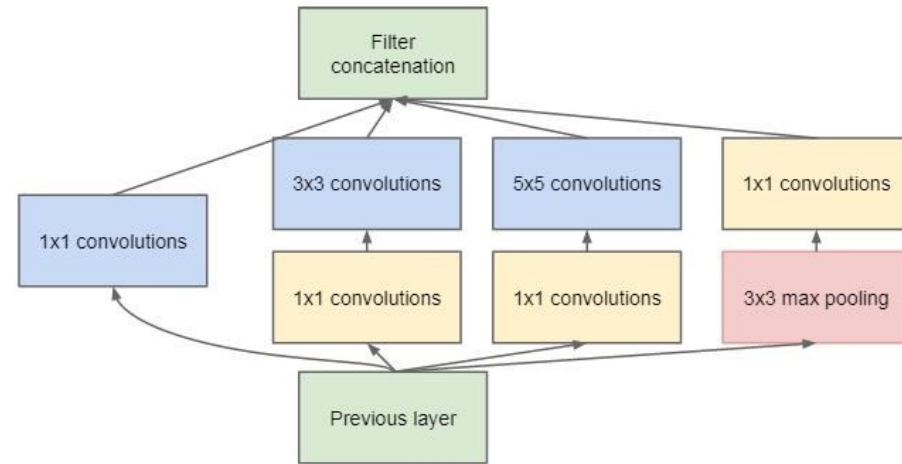 Filter
concatenation
3x3 convolutions
5x5 convolutions
1x1 convolutions
1x1 convolutions
1x1 convolutions
1x1 convolutions
3x3 max pooling
Previous layer